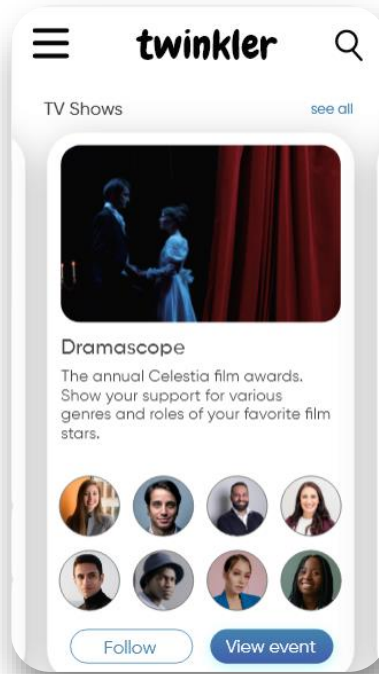 twinkler
TV Shows
see all
Dramascope
The annual Celestia film awards.
Show your support for various
genres and roles of your favorite film
stars.
Follow
View event